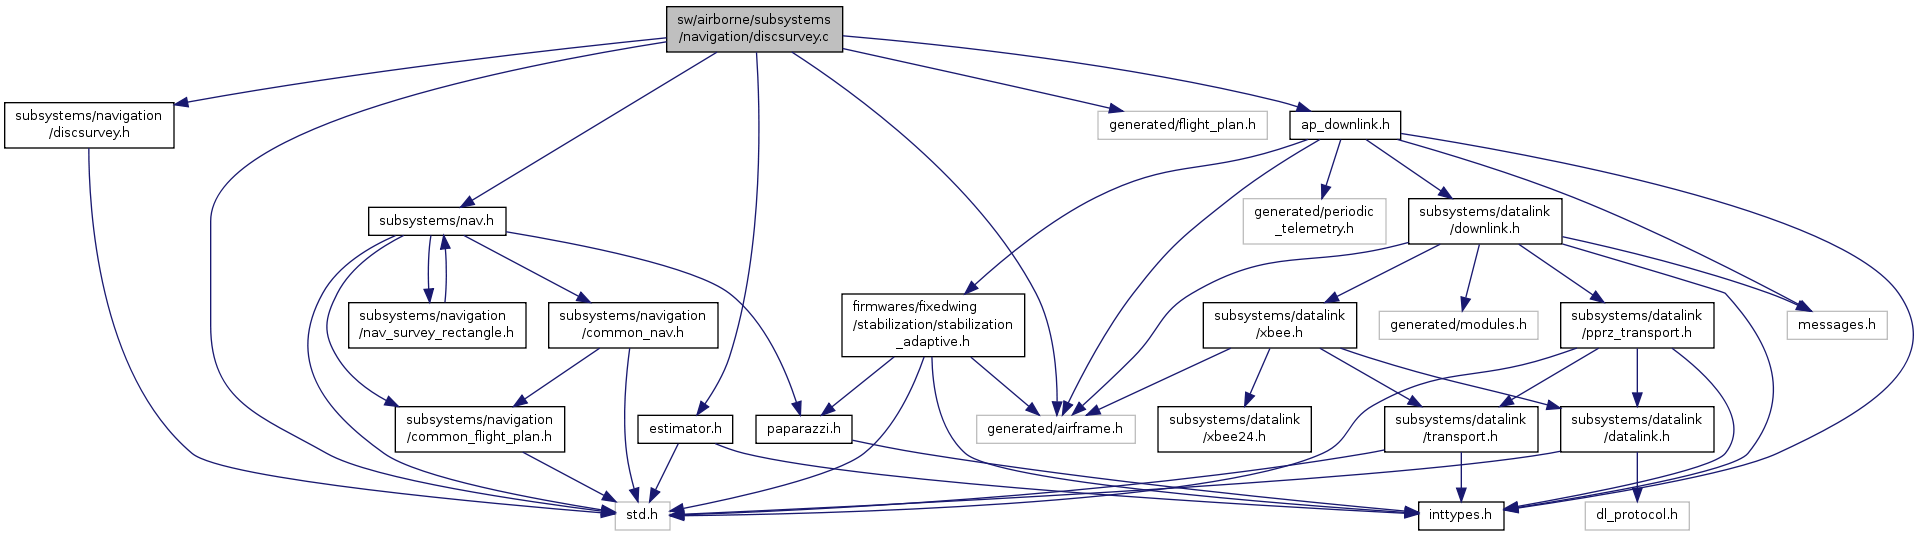 sw/airborne/subsystems
/navigation/discsurvey.c
subsystems/navigation
/discsurvey.h
generated/flight_plan.h
ap_downlink.h
subsystems/nav.h
generated/periodic
_telemetry.h
subsystems/datalink
/downlink.h
subsystems/navigation
/nav_survey_rectangle.h
subsystems/navigation
/common_nav.h
firmwares/fixedwing
/stabilization/stabilization
_adaptive.h
subsystems/datalink
/xbee.h
generated/modules.h
subsystems/datalink
/pprz_transport.h
messages.h
subsystems/navigation
/common_flight_plan.h
estimator.h
paparazzi.h
generated/airframe.h
subsystems/datalink
/xbee24.h
subsystems/datalink
/transport.h
subsystems/datalink
/datalink.h
std.h
inttypes.h
dl_protocol.h